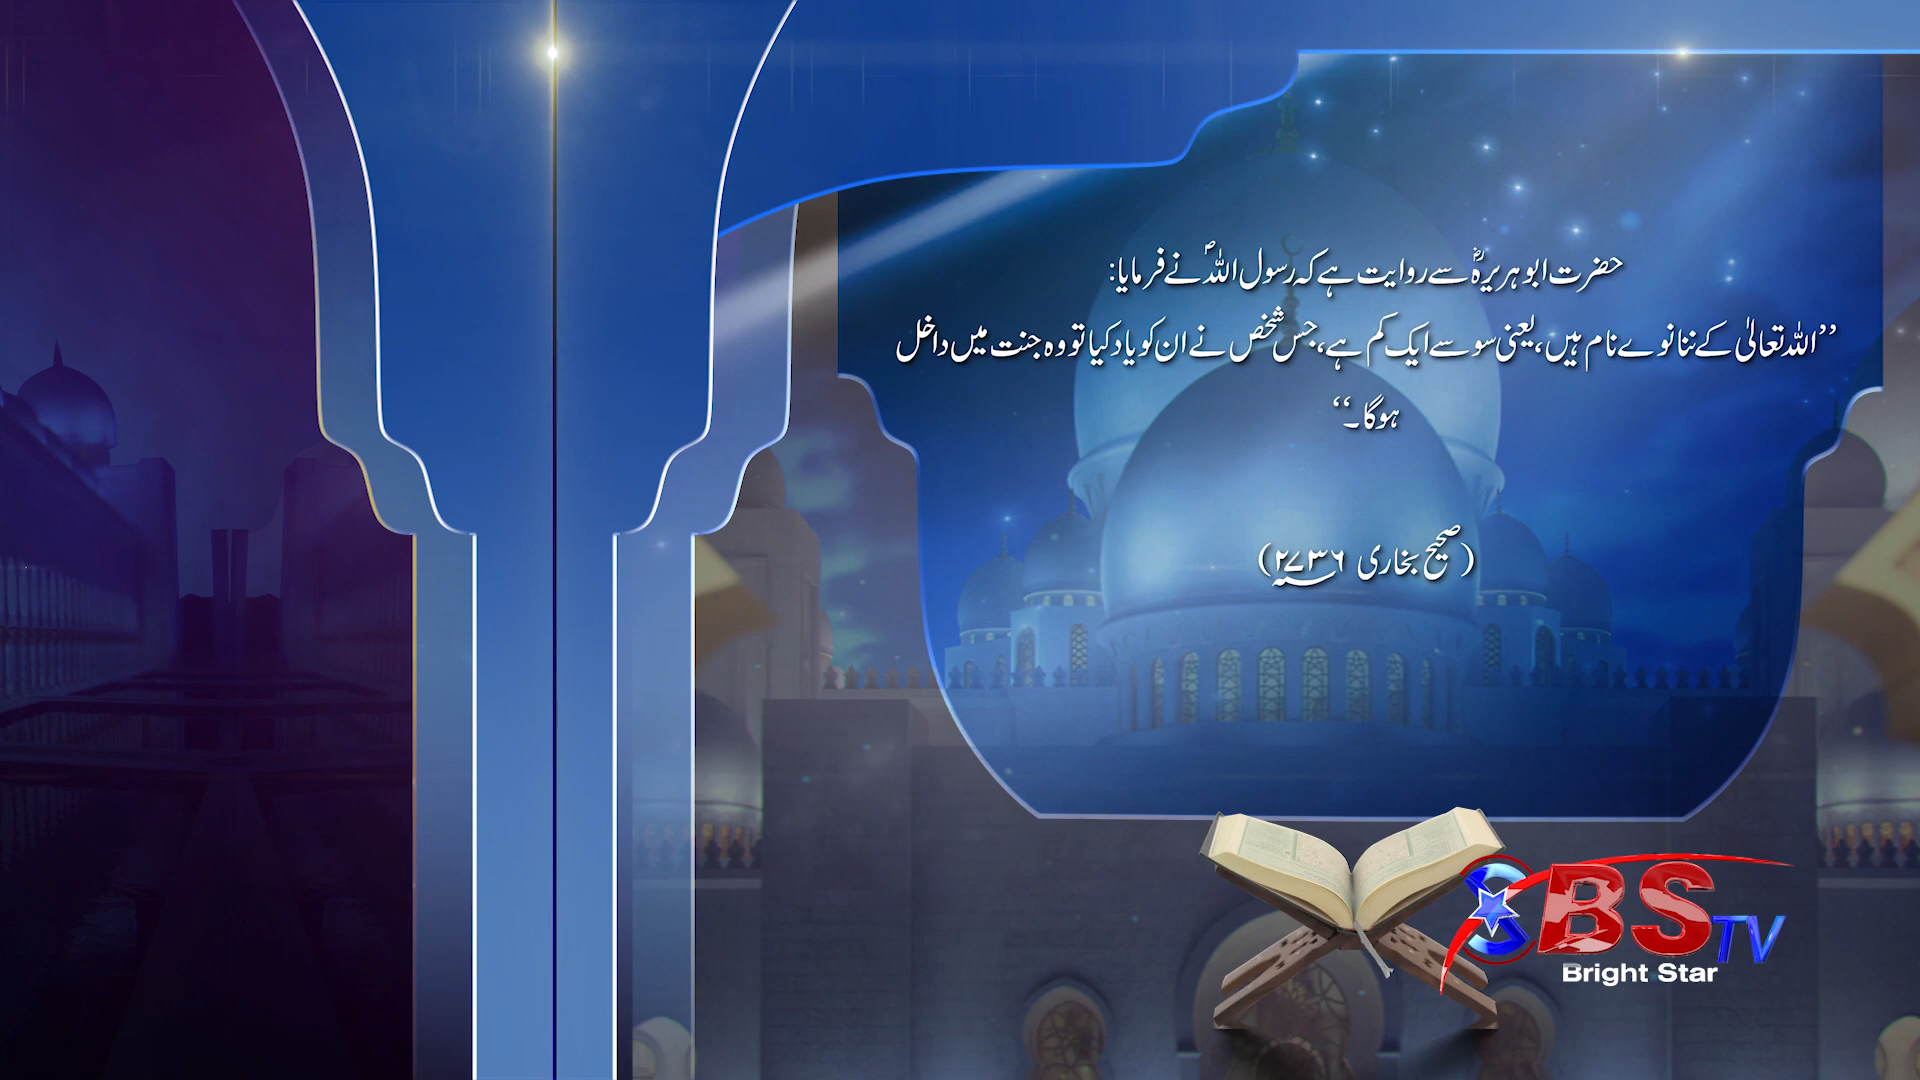 حضرت ابوہریرہؓ سے روایت ہے کہ رسول اللہؐ نے فرمایا:
’’اللہ تعالیٰ کے ننانوے نام ہیں، یعنی سو سے ایک کم ہے، جس شخص نے ان کو یاد کیا تو وہ جنت میں داخل
ہوگا۔‘‘
(صحیح بخاری ؁۲۷۳۶)
BS TV
Bright Star